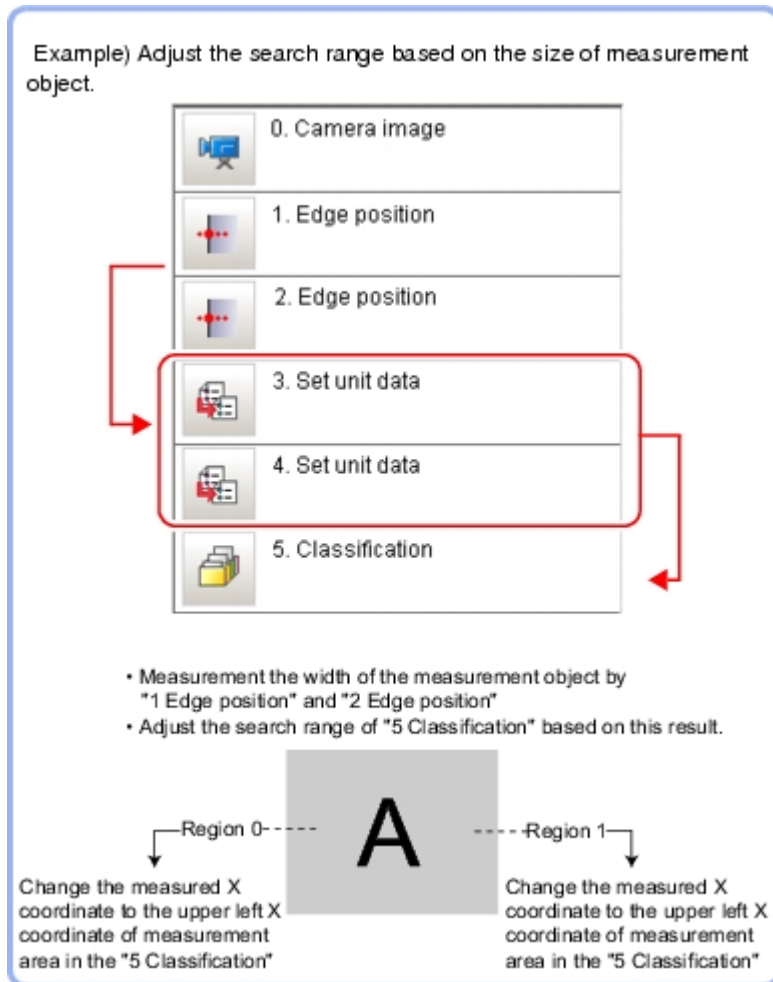 Example) Adjust the search range based on the size of measurement
object.
0. Camera image
1. Edge position
2. Edge position
3. Set unit data
4. Set unit data
5. Classification
• Measurement the width of the measurement object by
"1 Edge position" and "2 Edge position"
• Adjust the search range of "5 Classification" based on this result.
A
Region 0
Region 1
Change the measured X
coordinate to the upper left X
coordinate of measurement
area in the "5 Classification"
Change the measured X
coordinate to the upper left X
coordinate of measurement
area in the "5 Classification"